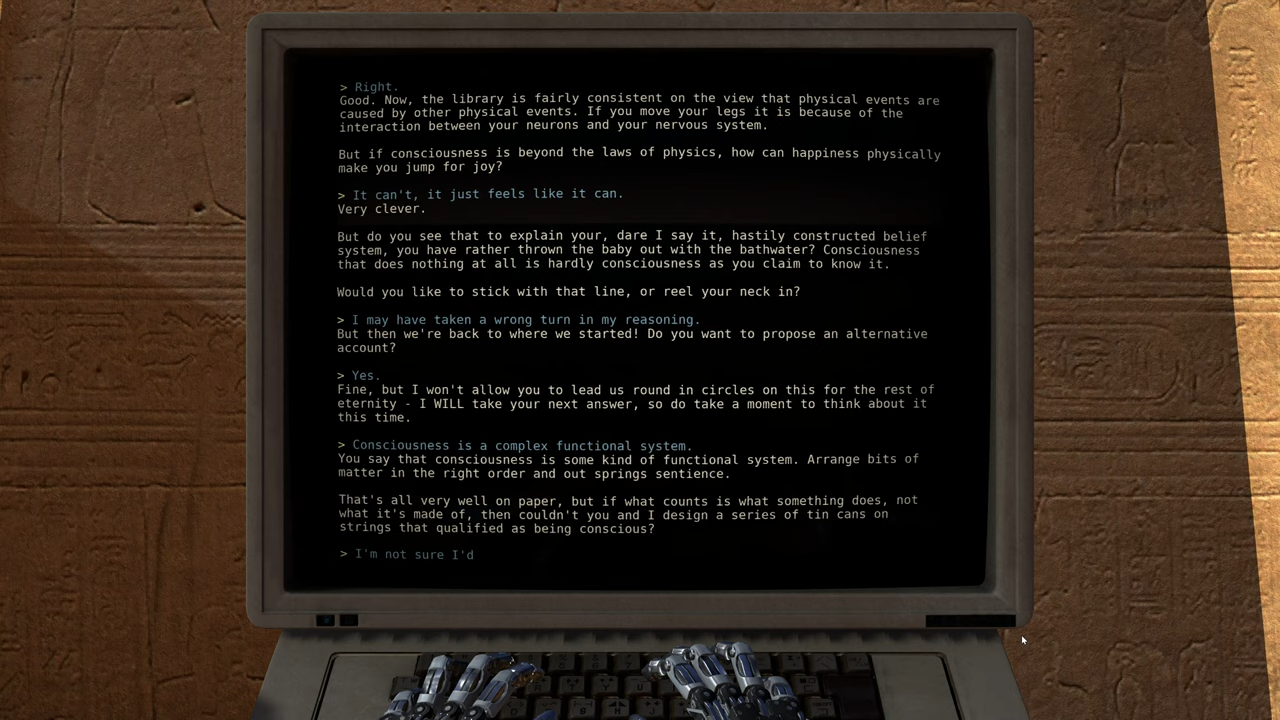 > Right.
Good. Now, the library is fairly consistent on the view that physical events are
caused by other physical events. If you move your legs it is because of the
interaction between your neurons and your nervous system.
But if consciousness is beyond the laws of physics, how can happiness physically
make you jump for joy?
> It can't, it just feels like it can.
Very clever.
But do you see that to explain your, dare I say it, hastily constructed belief
system, you have rather thrown the baby out with the bathwater? Consciousness
that does nothing at all is hardly consciousness as you claim to know it.
Would you like to stick with that line, or reel your neck in?
> I may have taken a wrong turn in my reasoning.
But then we're back to where we started! Do you want to propose an alternative
account?
> Yes.
Fine, but I won't allow you to lead us round in circles on this for the rest of
eternity - I WILL take your next answer, so do take a moment to think about it
this time.
> Consciousness is a complex functional system.
You say that consciousness is some kind of functional system. Arrange bits of
matter in the right order and out springs sentience.
That's all very well on paper, but if what counts is what something does, not
what it's made of, then couldn't you and I design a series of tin cans on
strings that qualified as being conscious?
> I'm not sure I'd